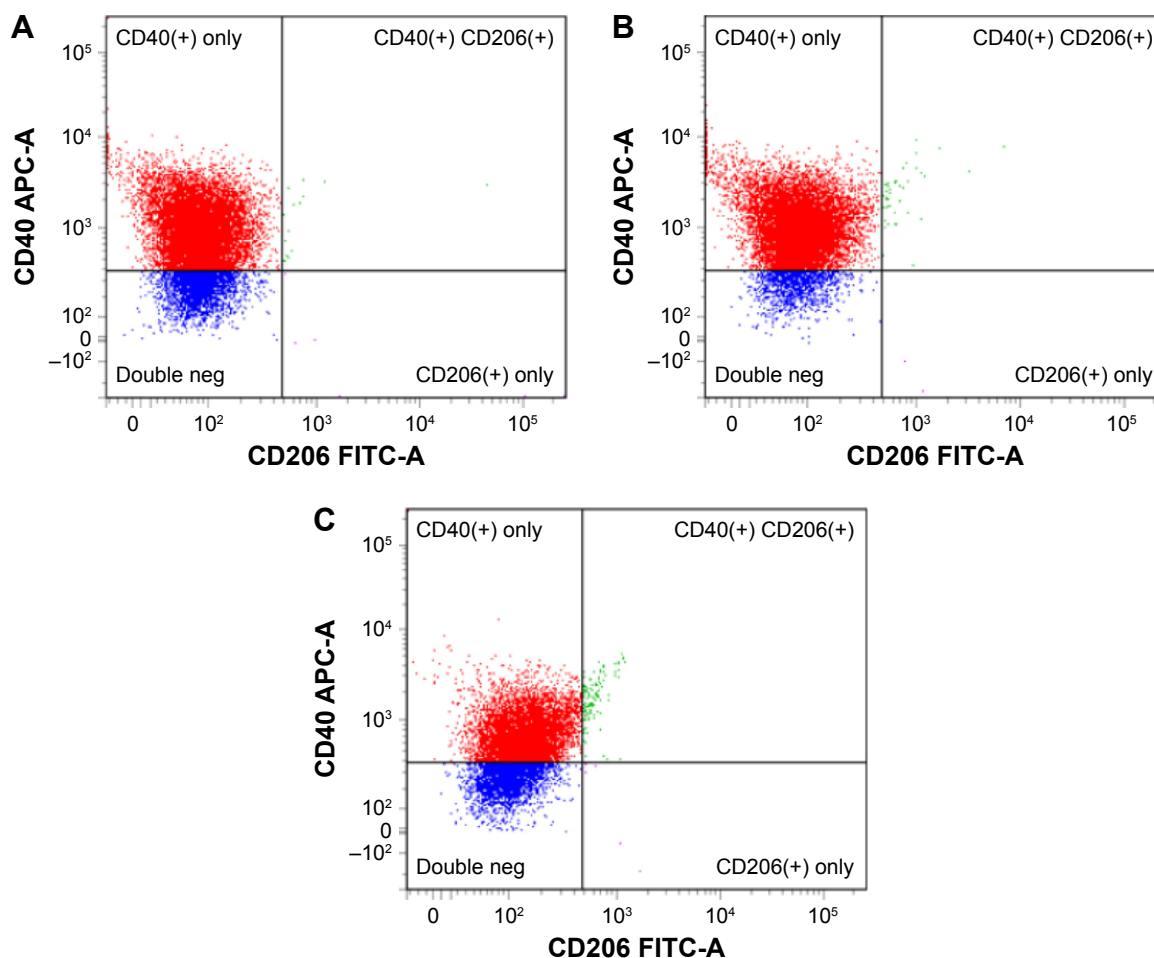 A
CD40(+) only CD40(+) CD206(+)
10⁵
10⁴
10³
10²
0
–10²
CD40 APC-A
Double neg CD206(+) only
0 10² 10³ 10⁴ 10⁵
CD206 FITC-A
B
CD40(+) only CD40(+) CD206(+)
10⁵
10⁴
10³
10²
0
–10²
CD40 APC-A
Double neg CD206(+) only
0 10² 10³ 10⁴ 10⁵
CD206 FITC-A
C
CD40(+) only CD40(+) CD206(+)
10⁵
10⁴
10³
10²
0
–10²
CD40 APC-A
Double neg CD206(+) only
0 10² 10³ 10⁴ 10⁵
CD206 FITC-A